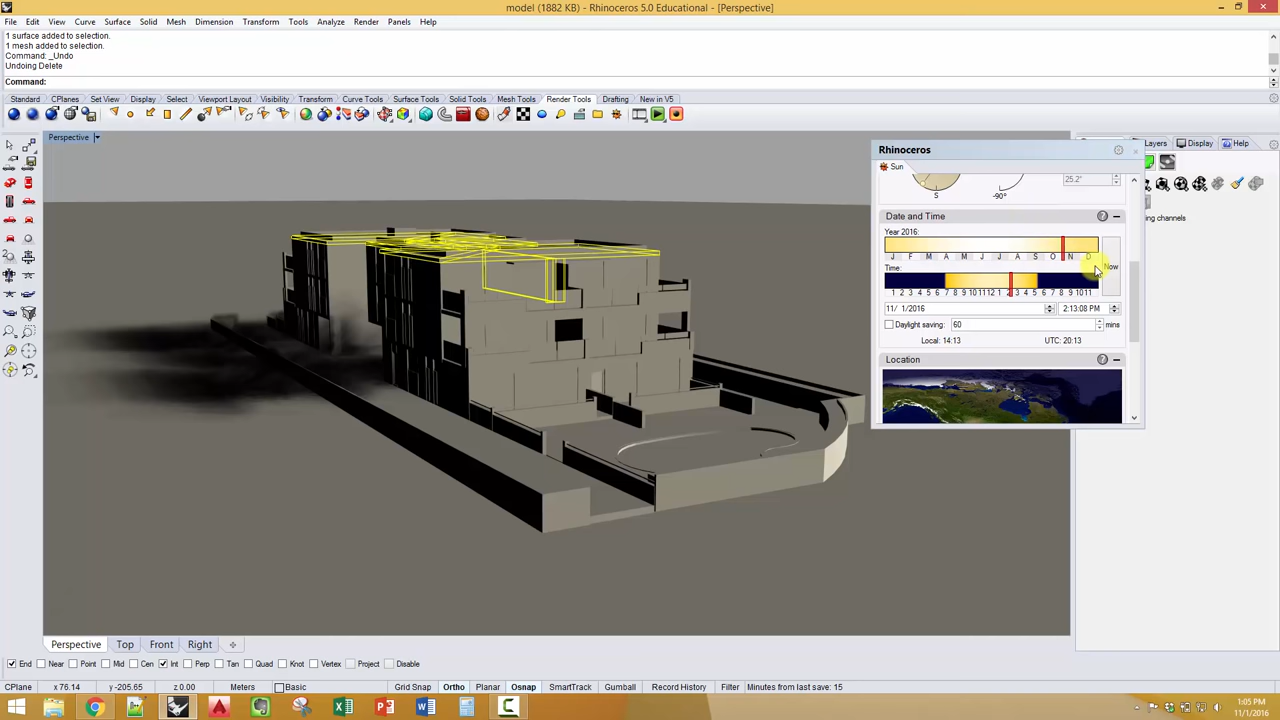 model (1882 KB) - Rhinoceros 5.0 Educational - [Perspective]
File Edit View Curve Surface Solid Mesh Dimension Transform Tools Analyze Render Panels Help
1 surface added to selection.
1 mesh added to selection.
Command: _Undo
Undoing Delete
Command:
Standard CPlanes Set View Display Select Viewport Layout Visibility Transform Curve Tools Surface Tools Solid Tools Mesh Tools Render Tools Drafting New in V5
Perspective
Rhinoceros
Layers Display Help
Sun
S -90° 25.2°
Date and Time
ing channels
Year 2016:
J F M A M J J A S O N D
Now
Time:
1 2 3 4 5 6 7 8 9 10 11 12 1 2 3 4 5 6 7 8 9 10 11
11/ 1/2016 2:13:08 PM
Daylight saving: 60 mins
Local: 14:13 UTC: 20:13
Location
Perspective Top Front Right
End Near Point Mid Cen Int Perp Tan Quad Knot Vertex Project Disable
CPlane x 76.14 y -205.65 z 0.00 Meters Basic Grid Snap Ortho Planar Osnap SmartTrack Gumball Record History Filter Minutes from last save: 15
1:05 PM
11/1/2016